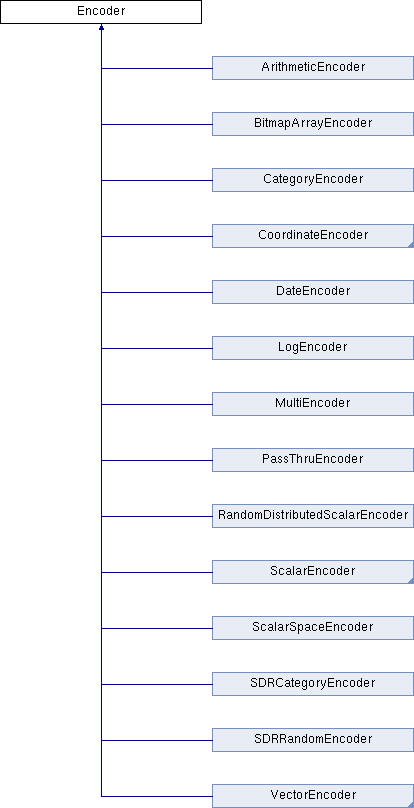 Encoder
ArithmeticEncoder
BitmapArrayEncoder
CategoryEncoder
CoordinateEncoder
DateEncoder
LogEncoder
MultiEncoder
PassThruEncoder
RandomDistributedScalarEncoder
ScalarEncoder
ScalarSpaceEncoder
SDRCategoryEncoder
SDRRandomEncoder
VectorEncoder